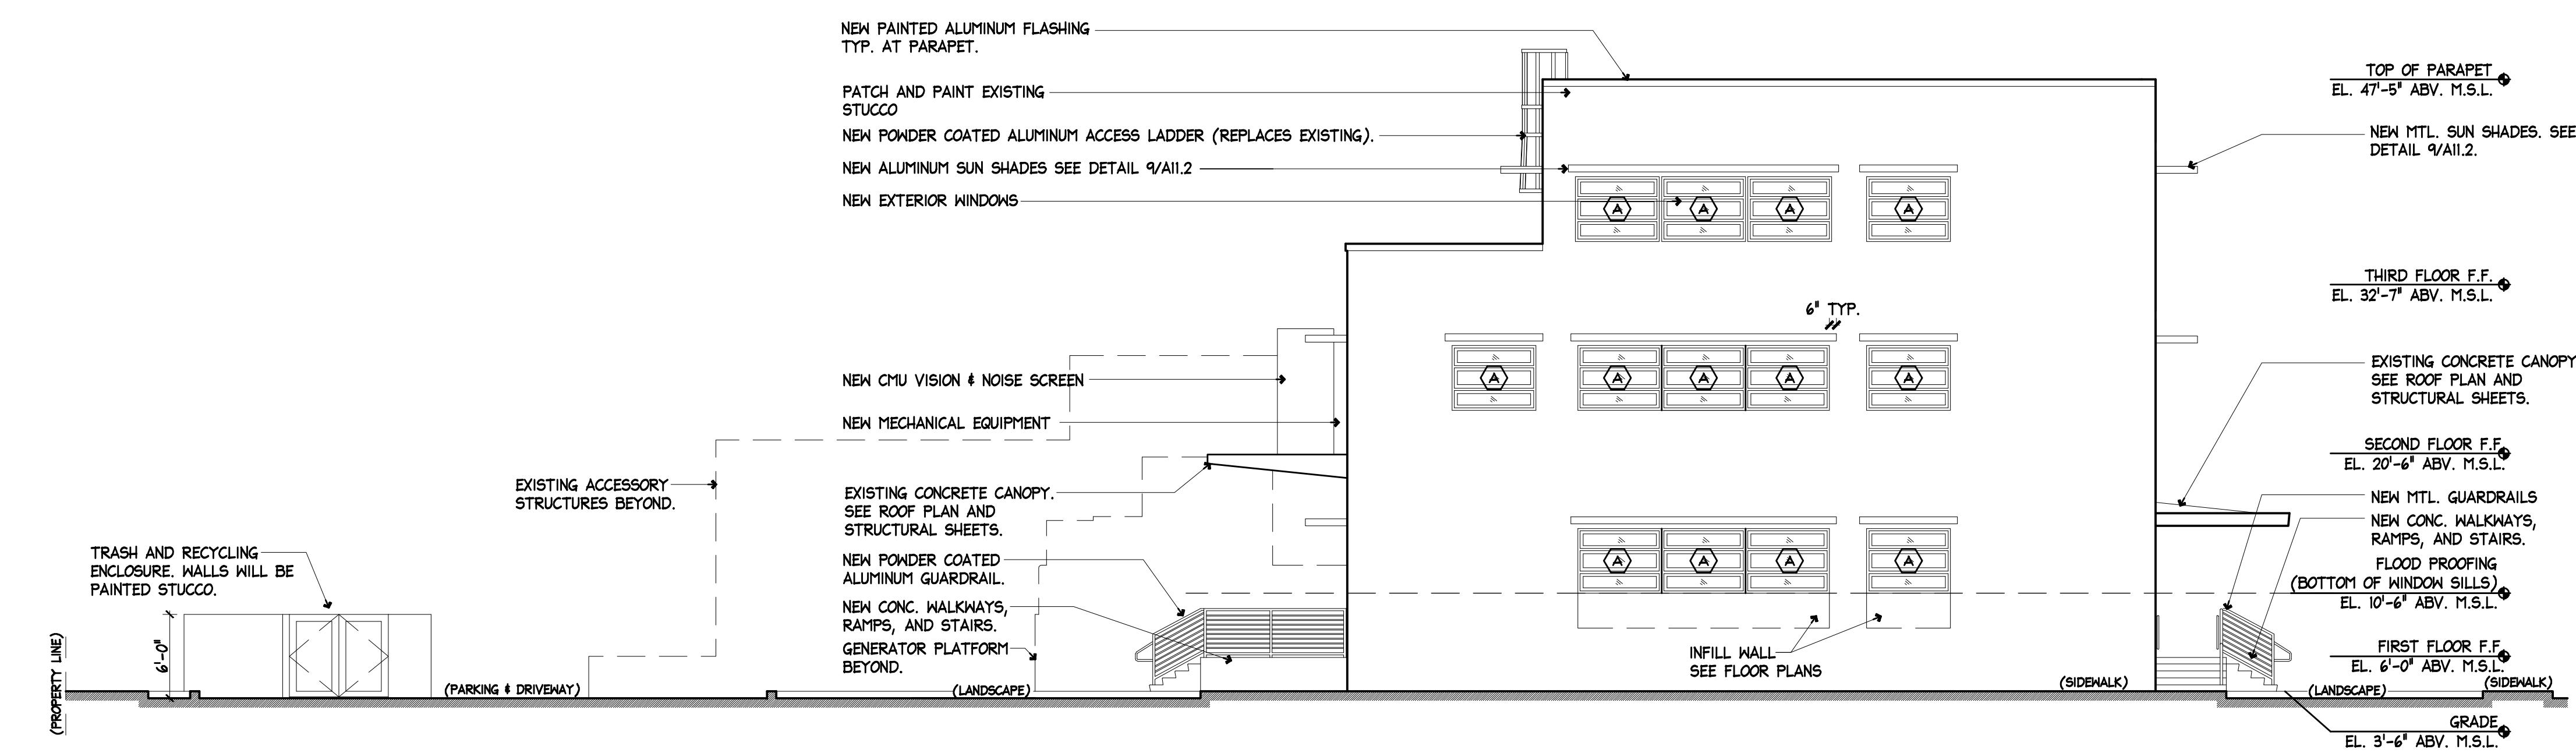 NEW PAINTED ALUMINUM FLASHING
TYP. AT PARAPET.
PATCH AND PAINT EXISTING
STUCCO
NEW POWDER COATED ALUMINUM ACCESS LADDER (REPLACES EXISTING).
NEW ALUMINUM SUN SHADES SEE DETAIL 9/A11.2
NEW EXTERIOR WINDOWS
A A A A
6" TYP.
A A A A A
NEW CMU VISION & NOISE SCREEN
NEW MECHANICAL EQUIPMENT
EXISTING ACCESSORY
STRUCTURES BEYOND.
EXISTING CONCRETE CANOPY.
SEE ROOF PLAN AND
STRUCTURAL SHEETS.
A A A A
NEW POWDER COATED
ALUMINUM GUARDRAIL.
NEW CONC. WALKWAYS,
RAMPS, AND STAIRS.
GENERATOR PLATFORM
BEYOND.
TRASH AND RECYCLING
ENCLOSURE. WALLS WILL BE
PAINTED STUCCO.
6'-0"
(PROPERTY LINE)
(PARKING & DRIVEWAY)
(LANDSCAPE)
INFILL WALL
SEE FLOOR PLANS
(SIDEWALK)
TOP OF PARAPET
EL. 47'-5" ABV. M.S.L.
NEW MTL. SUN SHADES. SEE
DETAIL 9/A11.2.
THIRD FLOOR F.F.
EL. 32'-7" ABV. M.S.L.
EXISTING CONCRETE CANOPY
SEE ROOF PLAN AND
STRUCTURAL SHEETS.
SECOND FLOOR F.F.
EL. 20'-6" ABV. M.S.L.
NEW MTL. GUARDRAILS
NEW CONC. WALKWAYS,
RAMPS, AND STAIRS.
FLOOD PROOFING
(BOTTOM OF WINDOW SILLS)
EL. 10'-6" ABV. M.S.L.
FIRST FLOOR F.F.
EL. 6'-0" ABV. M.S.L.
(SIDEWALK)
(LANDSCAPE)
GRADE
EL. 3'-6" ABV. M.S.L.